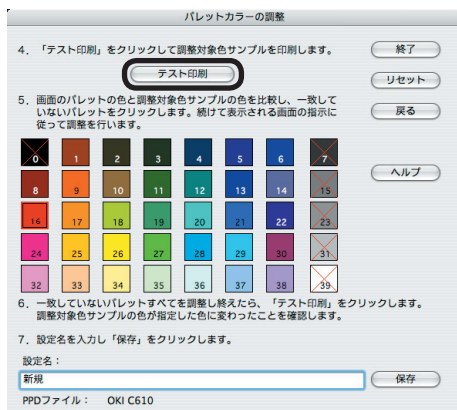 パレットカラーの調整
4. 「テスト印刷」をクリックして調整対象色サンプルを印刷します。
終了
テスト印刷
リセット
5. 画面のパレットの色と調整対象色サンプルの色を比較し、一致して
いないパレットをクリックします。続けて表示される画面の指示に
従って調整を行います。
戻る
0 1 2 3 4 5 6 7
ヘルプ
8 9 10 11 12 13 14 15
16 17 18 19 20 21 22 23
24 25 26 27 28 29 30 31
32 33 34 35 36 37 38 39
6. 一致していないパレットすべてを調整し終えたら、「テスト印刷」をクリックします。
調整対象色サンプルの色が指定した色に変わったことを確認します。
7. 設定名を入力し「保存」をクリックします。
設定名：
新規
保存
PPDファイル： OKI C610